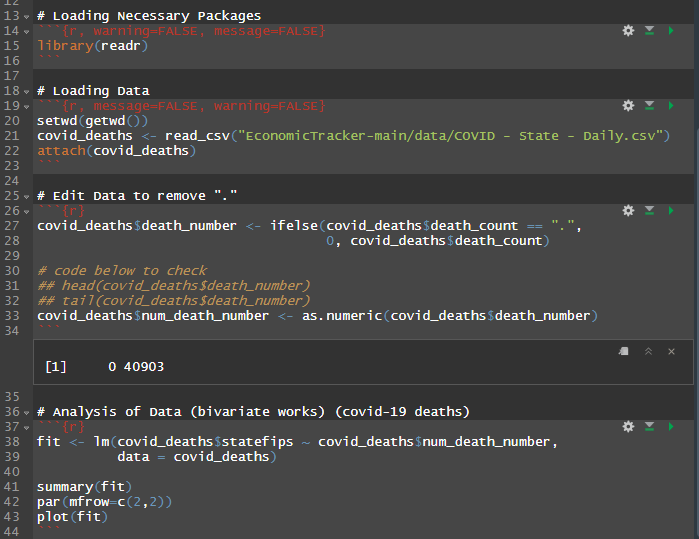 12
13 # Loading Necessary Packages
14 ```{r, warning=FALSE, message=FALSE}
15 library(readr)
16 ```
17
18 # Loading Data
19 ```{r, message=FALSE, warning=FALSE}
20 setwd(getwd())
21 covid_deaths <- read_csv("EconomicTracker-main/data/COVID - State - Daily.csv")
22 attach(covid_deaths)
23 ```
24
25 # Edit Data to remove "."
26 ```{r}
27 covid_deaths$death_number <- ifelse(covid_deaths$death_count == ".",
28 0, covid_deaths$death_count)
29
30 # code below to check
31 ## head(covid_deaths$death_number)
32 ## tail(covid_deaths$death_number)
33 covid_deaths$num_death_number <- as.numeric(covid_deaths$death_number)
34 ```
[1] 0 40903
35
36 # Analysis of Data (bivariate works) (covid-19 deaths)
37 ```{r}
38 fit <- lm(covid_deaths$statefips ~ covid_deaths$num_death_number,
39 data = covid_deaths)
40
41 summary(fit)
42 par(mfrow=c(2,2))
43 plot(fit)
44 ```